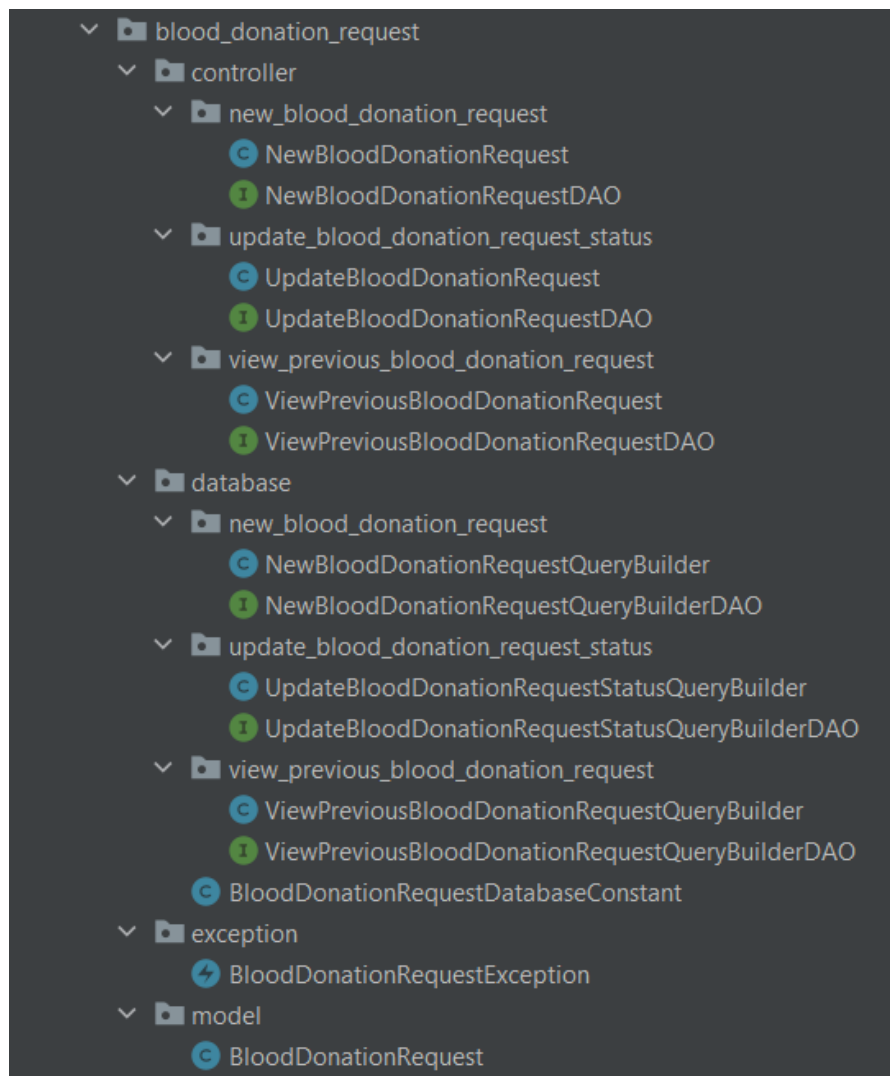 blood_donation_request
controller
new_blood_donation_request
C NewBloodDonationRequest
I NewBloodDonationRequestDAO
update_blood_donation_request_status
C UpdateBloodDonationRequest
I UpdateBloodDonationRequestDAO
view_previous_blood_donation_request
C ViewPreviousBloodDonationRequest
I ViewPreviousBloodDonationRequestDAO
database
new_blood_donation_request
C NewBloodDonationRequestQueryBuilder
I NewBloodDonationRequestQueryBuilderDAO
update_blood_donation_request_status
C UpdateBloodDonationRequestStatusQueryBuilder
I UpdateBloodDonationRequestStatusQueryBuilderDAO
view_previous_blood_donation_request
C ViewPreviousBloodDonationRequestQueryBuilder
I ViewPreviousBloodDonationRequestQueryBuilderDAO
C BloodDonationRequestDatabaseConstant
exception
BloodDonationRequestException
model
C BloodDonationRequest